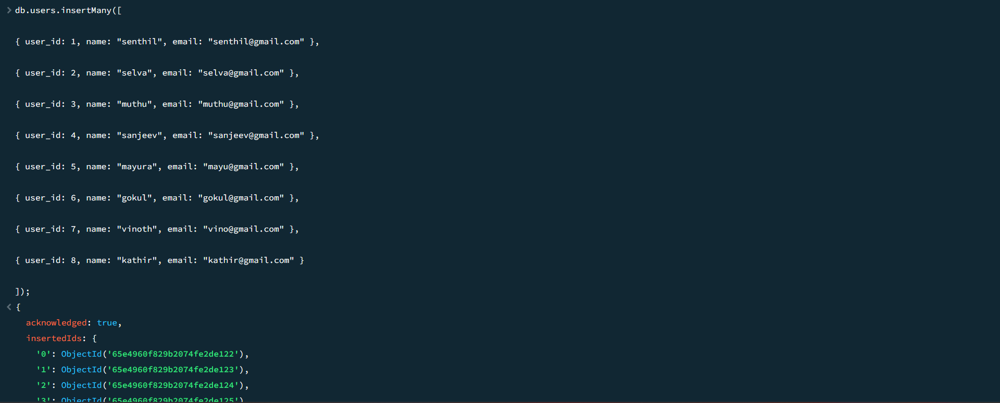 db.users.insertMany([
{ user_id: 1, name: "senthil", email: "senthil@gmail.com" },
{ user_id: 2, name: "selva", email: "selva@gmail.com" },
{ user_id: 3, name: "muthu", email: "muthu@gmail.com" },
{ user_id: 4, name: "sanjeev", email: "sanjeev@gmail.com" },
{ user_id: 5, name: "mayura", email: "mayu@gmail.com" },
{ user_id: 6, name: "gokul", email: "gokul@gmail.com" },
{ user_id: 7, name: "vinoth", email: "vino@gmail.com" },
{ user_id: 8, name: "kathir", email: "kathir@gmail.com" }
]);
{
acknowledged: true,
insertedIds: {
'0': ObjectId('65e4960f829b2074fe2de122'),
'1': ObjectId('65e4960f829b2074fe2de123'),
'2': ObjectId('65e4960f829b2074fe2de124'),
'3': ObjectId('65e4960f829b2074fe2de125')